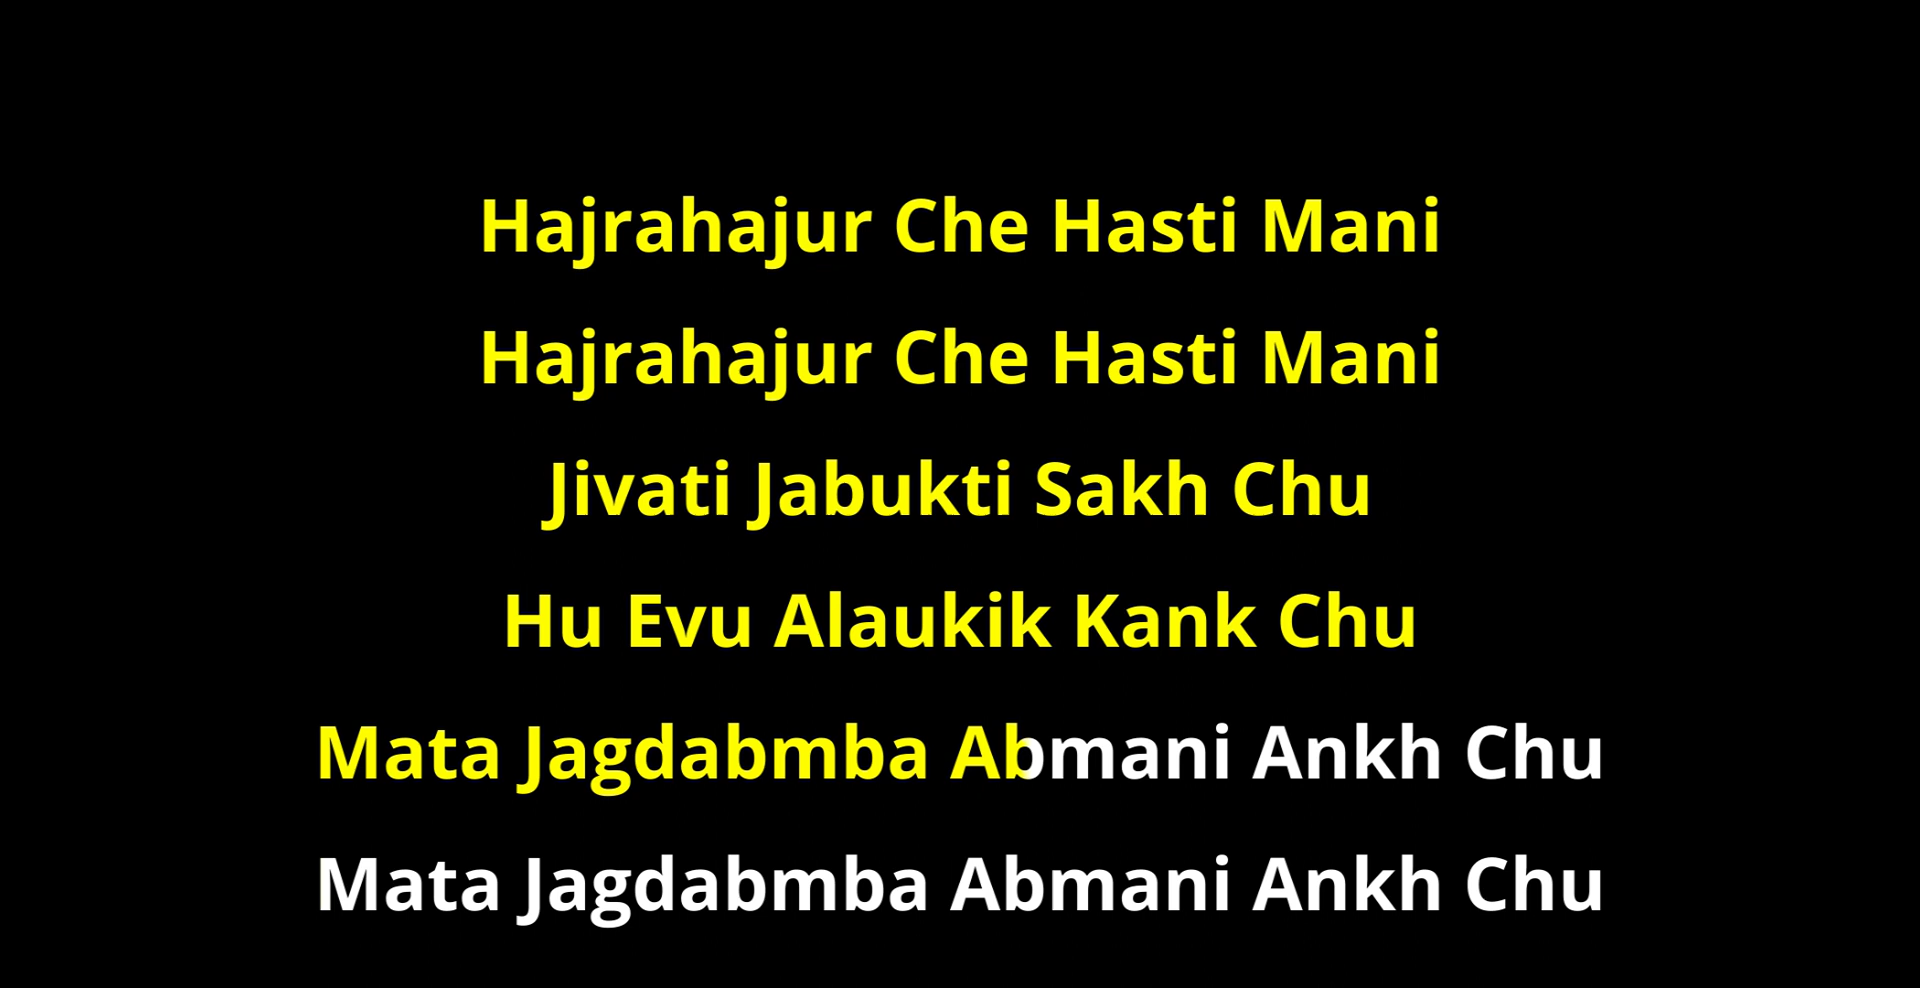 Hajrahajur Che Hasti Mani
Hajrahajur Che Hasti Mani
Jivati Jabukti Sakh Chu
Hu Evu Alaukik Kank Chu
Mata Jagdabmba Abmani Ankh Chu
Mata Jagdabmba Abmani Ankh Chu